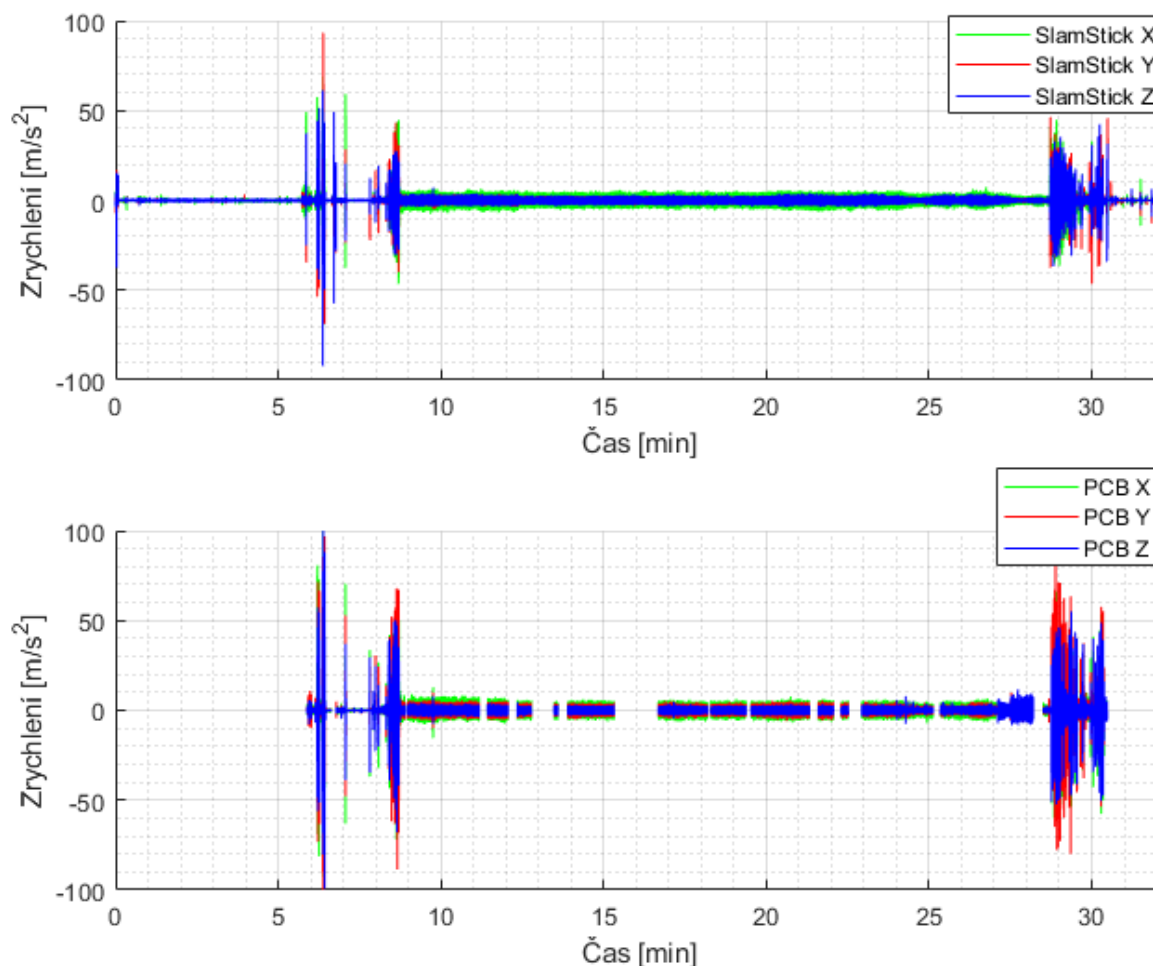 100
50
0
-50
-100
Zrychlení [m/s²]
SlamStick X
SlamStick Y
SlamStick Z
0 5 10 15 20 25 30
Čas [min]
100
50
0
-50
-100
Zrychlení [m/s²]
PCB X
PCB Y
PCB Z
0 5 10 15 20 25 30
Čas [min]